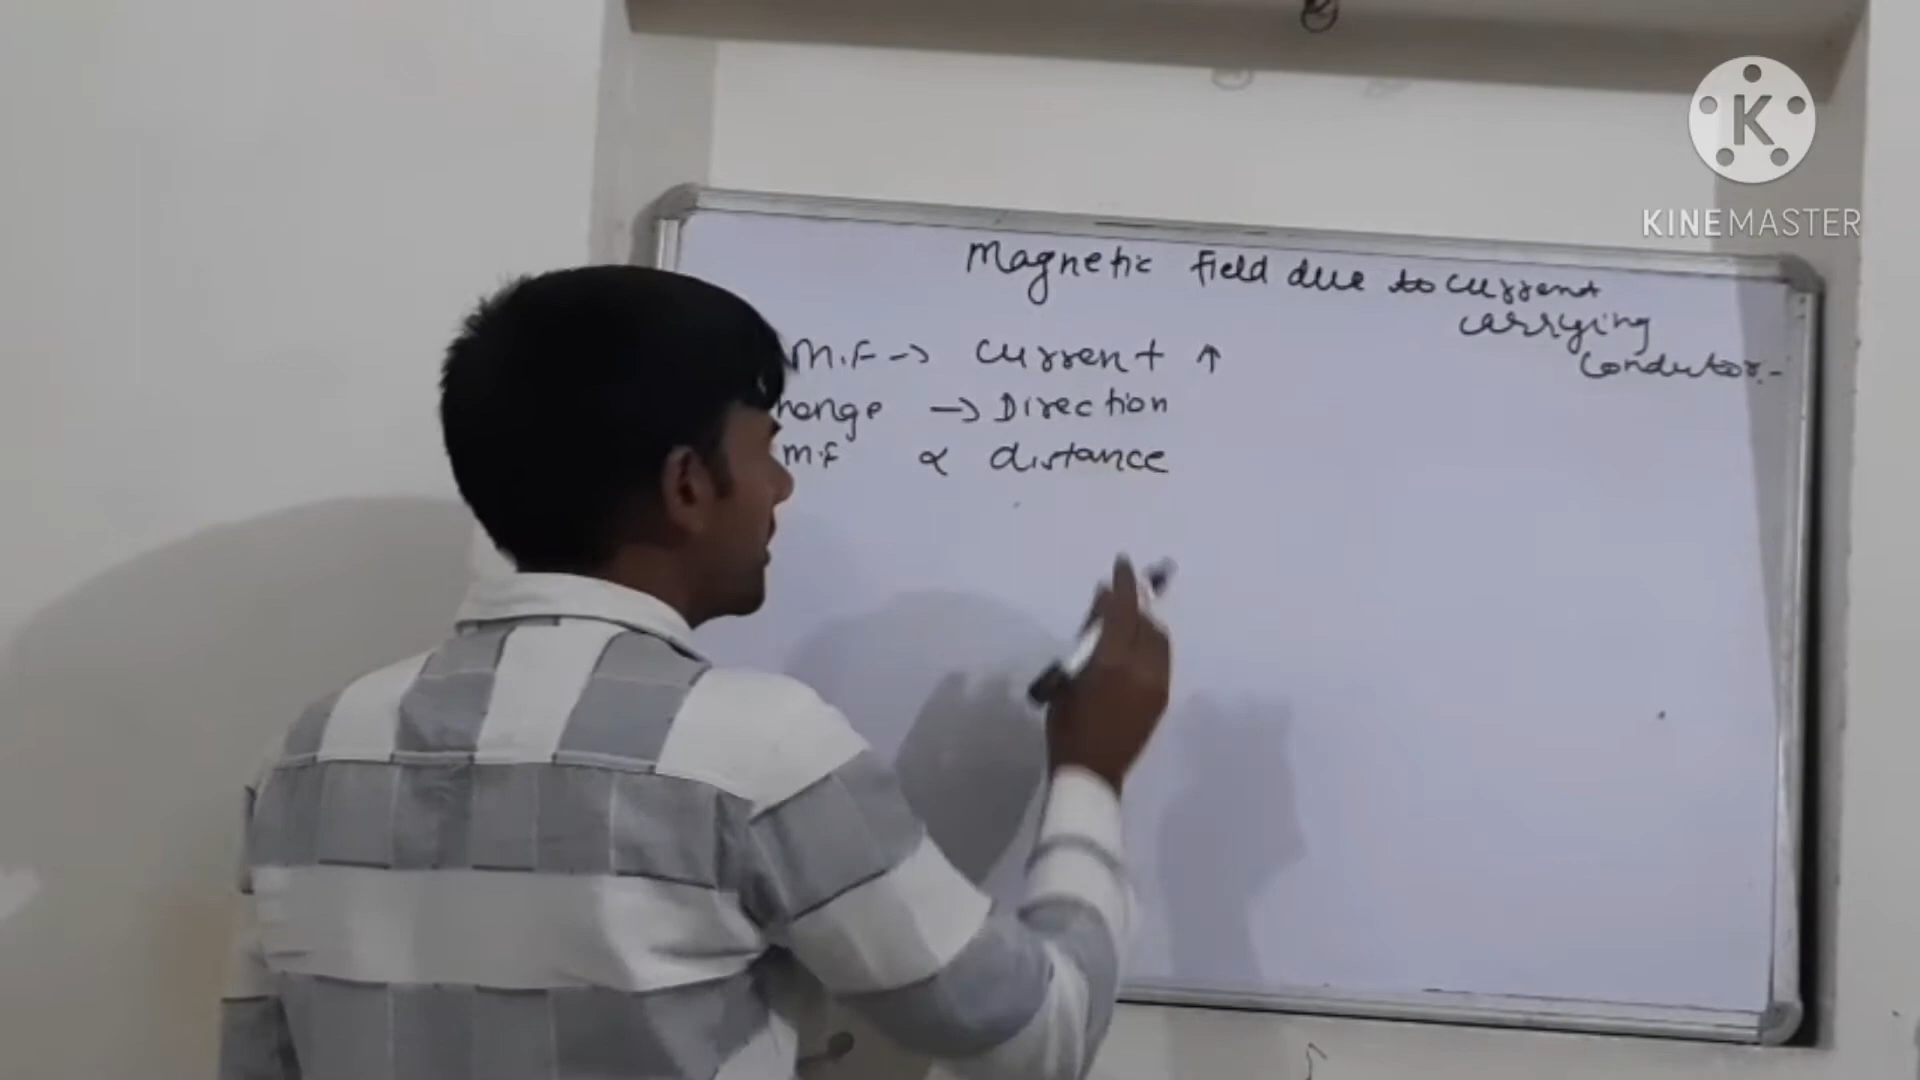 K
KINEMASTER
Magnetic field due to current
carrying
conductor.-
M.F -> current ↑
hange -> Direction
m.f ∝ distance